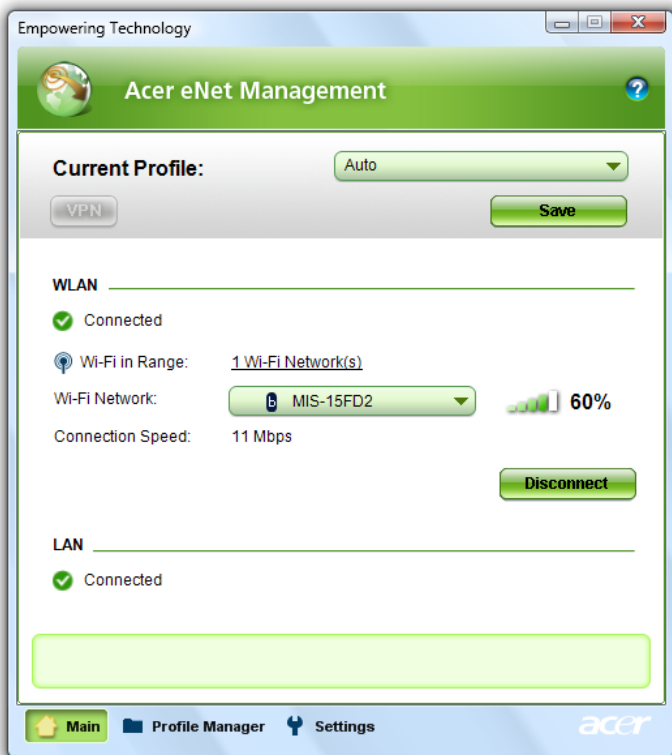 Empowering Technology
Acer eNet Management
?
Current Profile:
Auto
VPN
Save
WLAN
Connected
Wi-Fi in Range:
1 Wi-Fi Network(s)
Wi-Fi Network:
b MIS-15FD2
60%
Connection Speed:
11 Mbps
Disconnect
LAN
Connected
Main
Profile Manager
Settings
acer